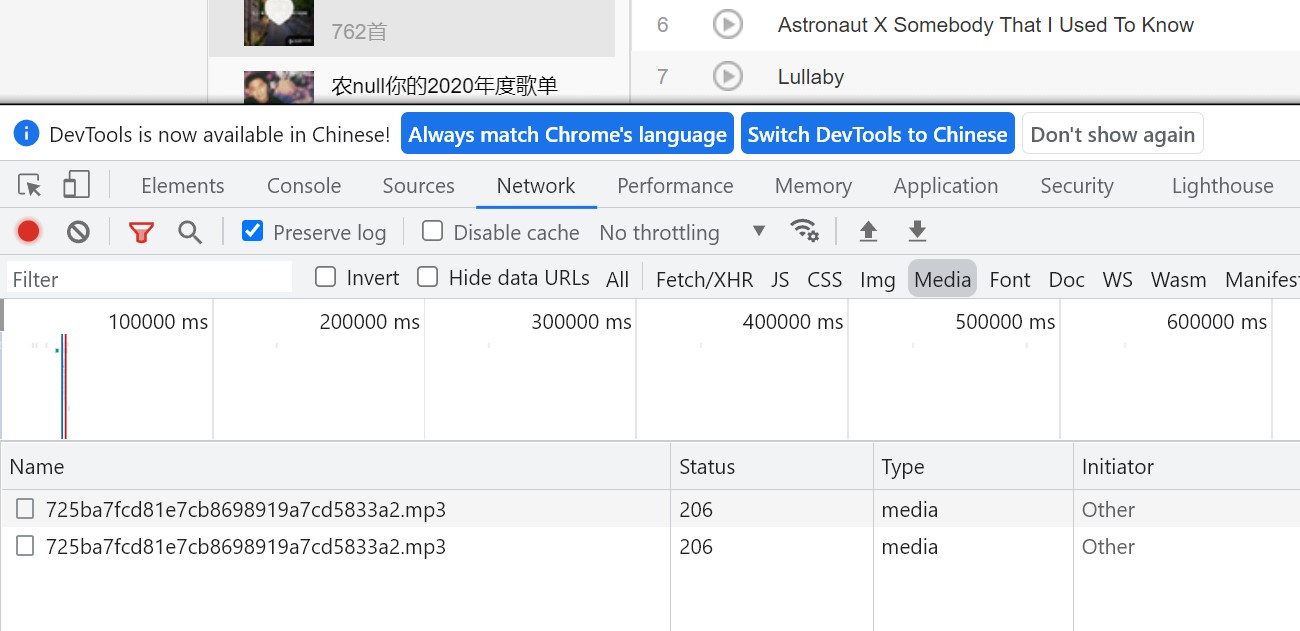 762首
农null你的2020年度歌单
6 Astronaut X Somebody That I Used To Know
7 Lullaby
DevTools is now available in Chinese! Always match Chrome's language Switch DevTools to Chinese Don't show again
Elements Console Sources Network Performance Memory Application Security Lighthouse
Preserve log Disable cache No throttling
Filter Invert Hide data URLs All Fetch/XHR JS CSS Img Media Font Doc WS Wasm Manifest
100000 ms 200000 ms 300000 ms 400000 ms 500000 ms 600000 ms
Name Status Type Initiator
725ba7fcd81e7cb8698919a7cd5833a2.mp3 206 media Other
725ba7fcd81e7cb8698919a7cd5833a2.mp3 206 media Other